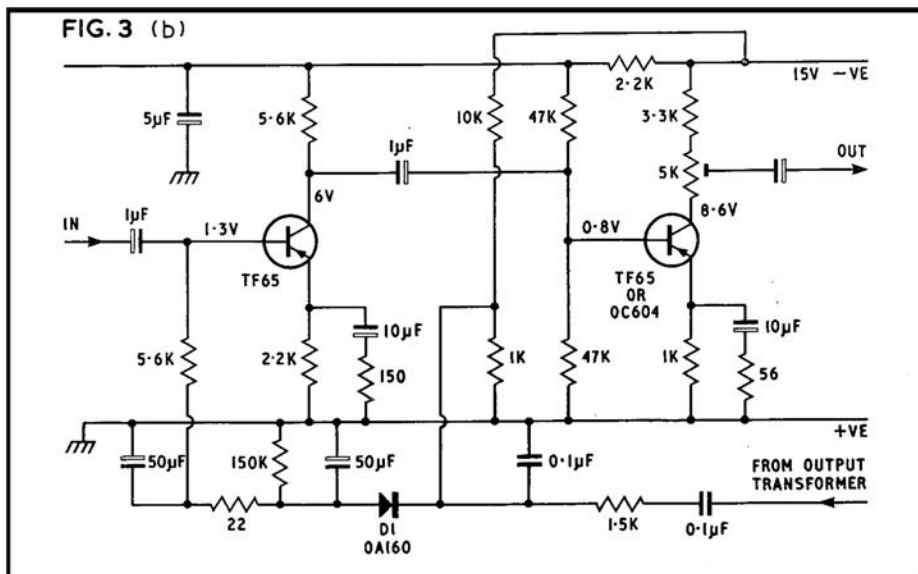 FIG. 3 (b)
2·2K
15V -VE
5µF
5·6K
10K
47K
3·3K
1µF
5K
OUT
6V
8·6V
IN
1µF
1·3V
0·8V
TF65
TF65
OR
OC604
10µF
10µF
5·6K
2·2K
150
1K
47K
1K
56
+VE
50µF
150K
50µF
0·1µF
FROM OUTPUT
TRANSFORMER
22
D1
OA160
1·5K
0·1µF